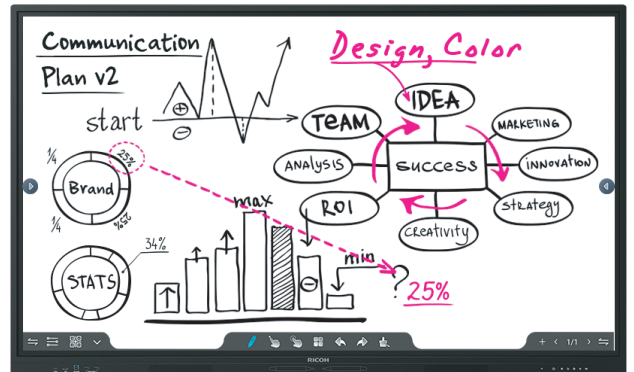 Communication
Plan v2
Design, Color
start
+
−
IDEA
TEAM
MARKETING
ANALYSIS
SUCCESS
INNOVATION
ROI
STRATEGY
CREATIVITY
1/4
25%
Brand
1/4
25%
34%
STATS
max
min
−
?
25%
1/1
RICOH